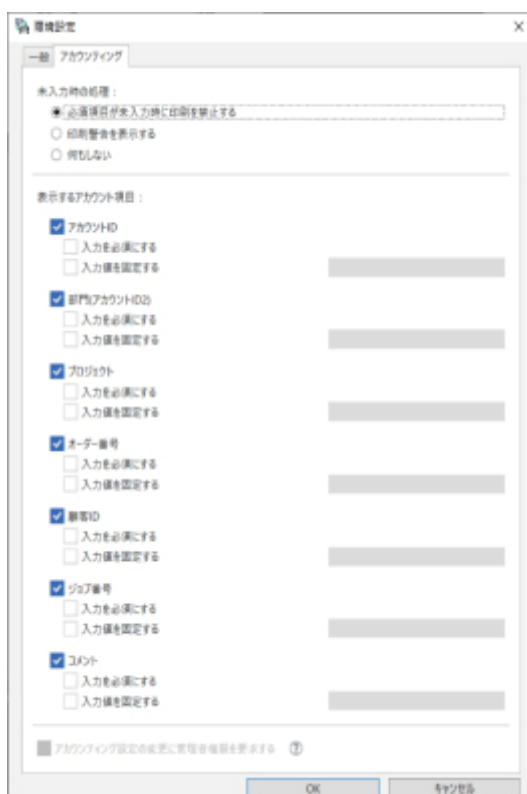 環境設定
一般 アカウンティング
未入力時の処理：
必須項目が未入力時に印刷を禁止する
印刷警告を表示する
何もしない
表示するアカウント項目：
アカウントID
入力を必須にする
入力値を固定する
部門(アカウントID2)
入力を必須にする
入力値を固定する
プロジェクト
入力を必須にする
入力値を固定する
オーダー番号
入力を必須にする
入力値を固定する
顧客ID
入力を必須にする
入力値を固定する
ジョブ番号
入力を必須にする
入力値を固定する
コメント
入力を必須にする
入力値を固定する
アカウンティング設定の変更に管理者権限を要求する
OK キャンセル